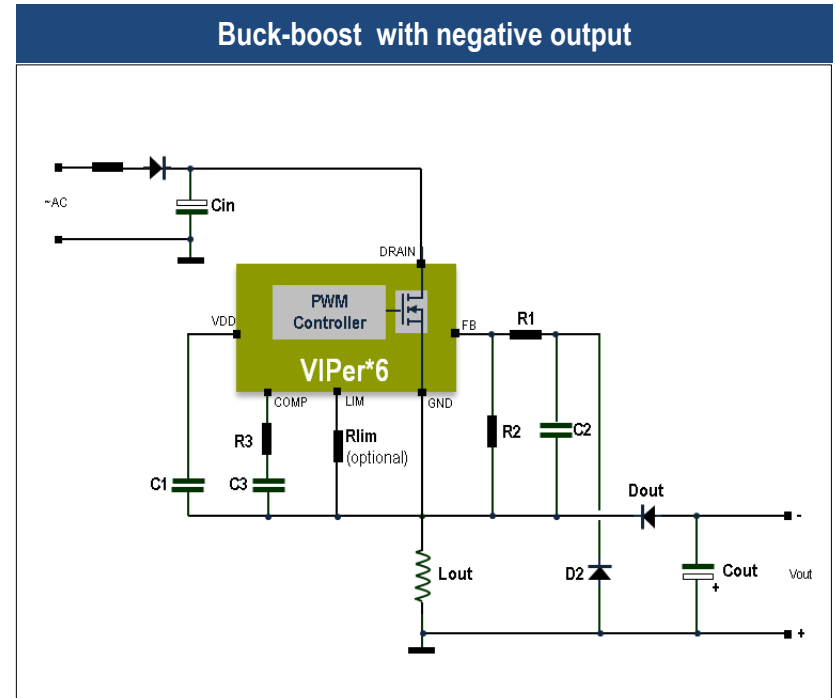 Buck-boost with negative output
~AC
Cin
DRAIN
PWM
Controller
VDD
FB
R1
VIPer*6
COMP
LIM
GND
R3
Rlim
(optional)
R2
C2
C1
C3
Dout
-
Lout
D2
Cout
Vout
+
+